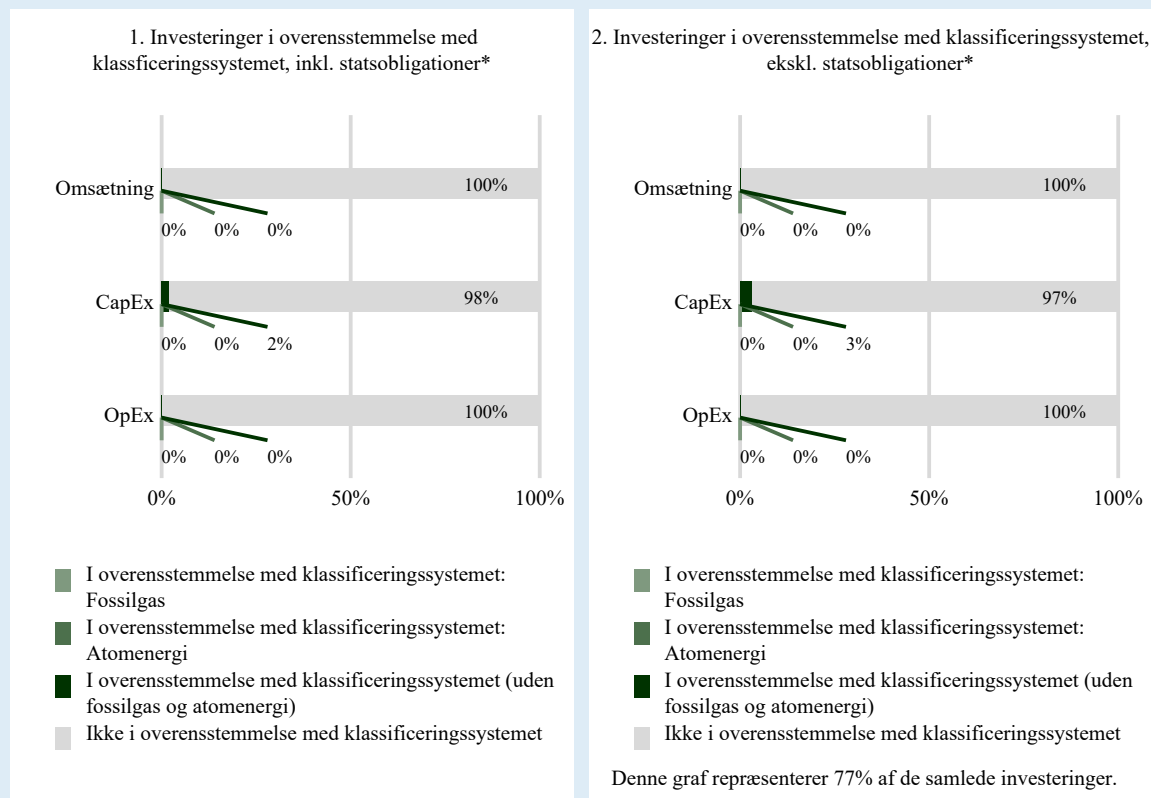 1. Investeringer i overensstemmelse med
klassficeringssystemet, inkl. statsobligationer*
Omsætning
100%
0% 0% 0%
CapEx
98%
0% 0% 2%
OpEx
100%
0% 0% 0%
0% 50% 100%
I overensstemmelse med klassificeringssystemet:
Fossilgas
I overensstemmelse med klassificeringssystemet:
Atomenergi
I overensstemmelse med klassificeringssystemet (uden
fossilgas og atomenergi)
Ikke i overensstemmelse med klassificeringssystemet
2. Investeringer i overensstemmelse med klassificeringssystemet,
ekskl. statsobligationer*
Omsætning
100%
0% 0% 0%
CapEx
97%
0% 0% 3%
OpEx
100%
0% 0% 0%
0% 50% 100%
I overensstemmelse med klassificeringssystemet:
Fossilgas
I overensstemmelse med klassificeringssystemet:
Atomenergi
I overensstemmelse med klassificeringssystemet (uden
fossilgas og atomenergi)
Ikke i overensstemmelse med klassificeringssystemet
Denne graf repræsenterer 77% af de samlede investeringer.